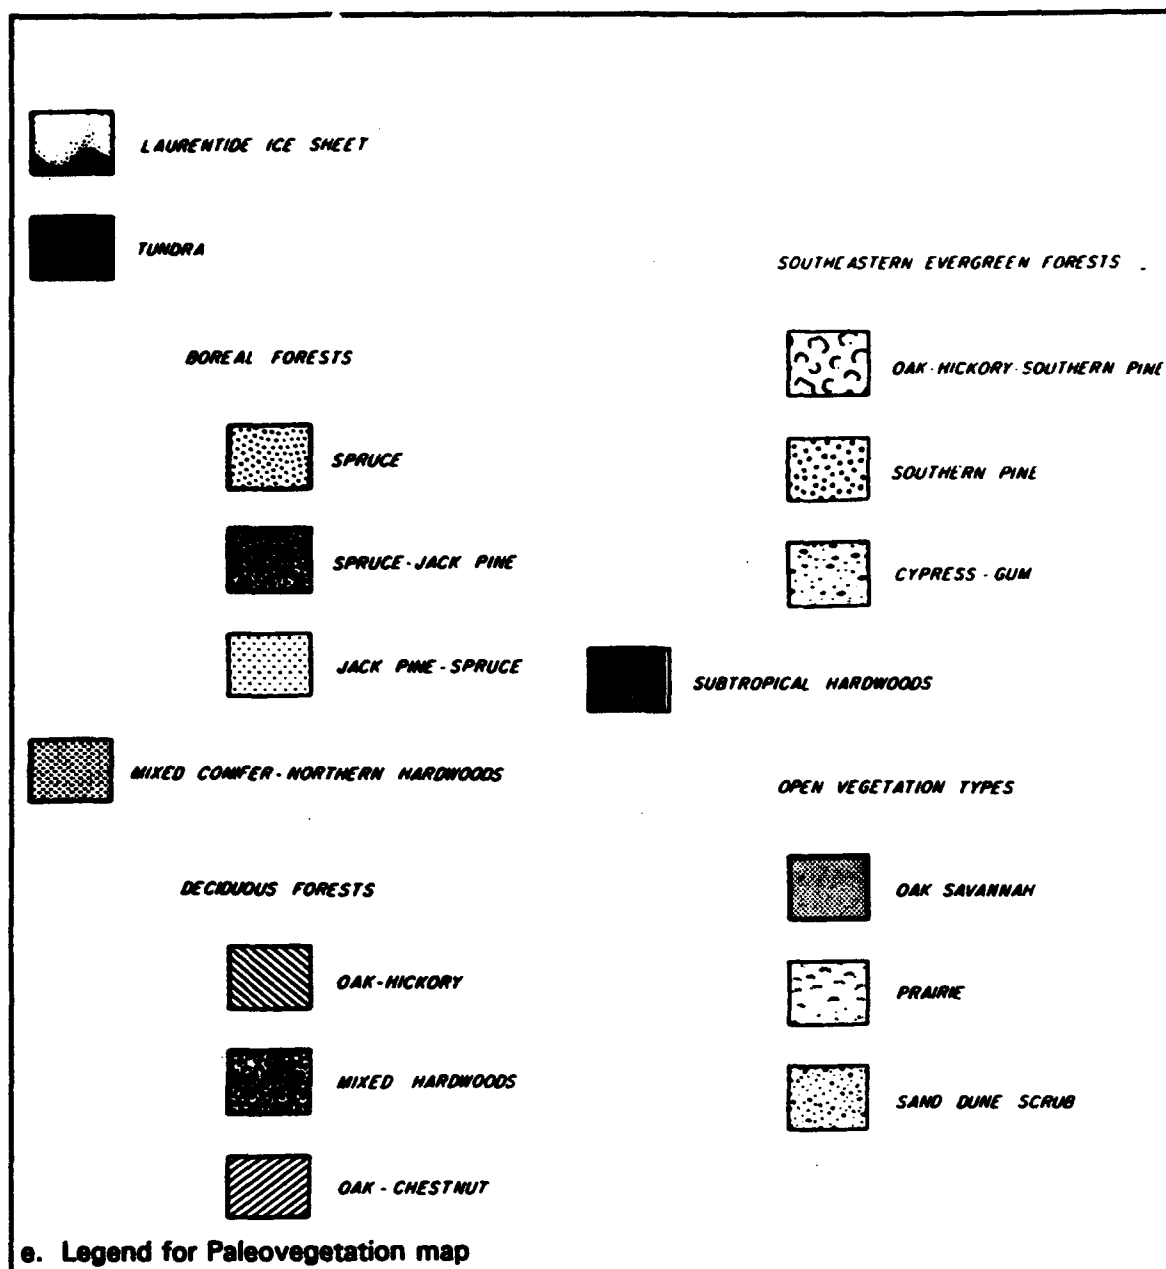 LAURENTIDE ICE SHEET
TUNDRA
BOREAL FORESTS
SPRUCE
SPRUCE-JACK PINE
JACK PINE-SPRUCE
MIXED CONIFER-NORTHERN HARDWOODS
DECIDUOUS FORESTS
OAK-HICKORY
MIXED HARDWOODS
OAK-CHESTNUT
SOUTHEASTERN EVERGREEN FORESTS
OAK-HICKORY-SOUTHERN PINE
SOUTHERN PINE
CYPRESS-GUM
SUBTROPICAL HARDWOODS
OPEN VEGETATION TYPES
OAK SAVANNAH
PRAIRIE
SAND DUNE SCRUB
e. Legend for Paleovegetation map